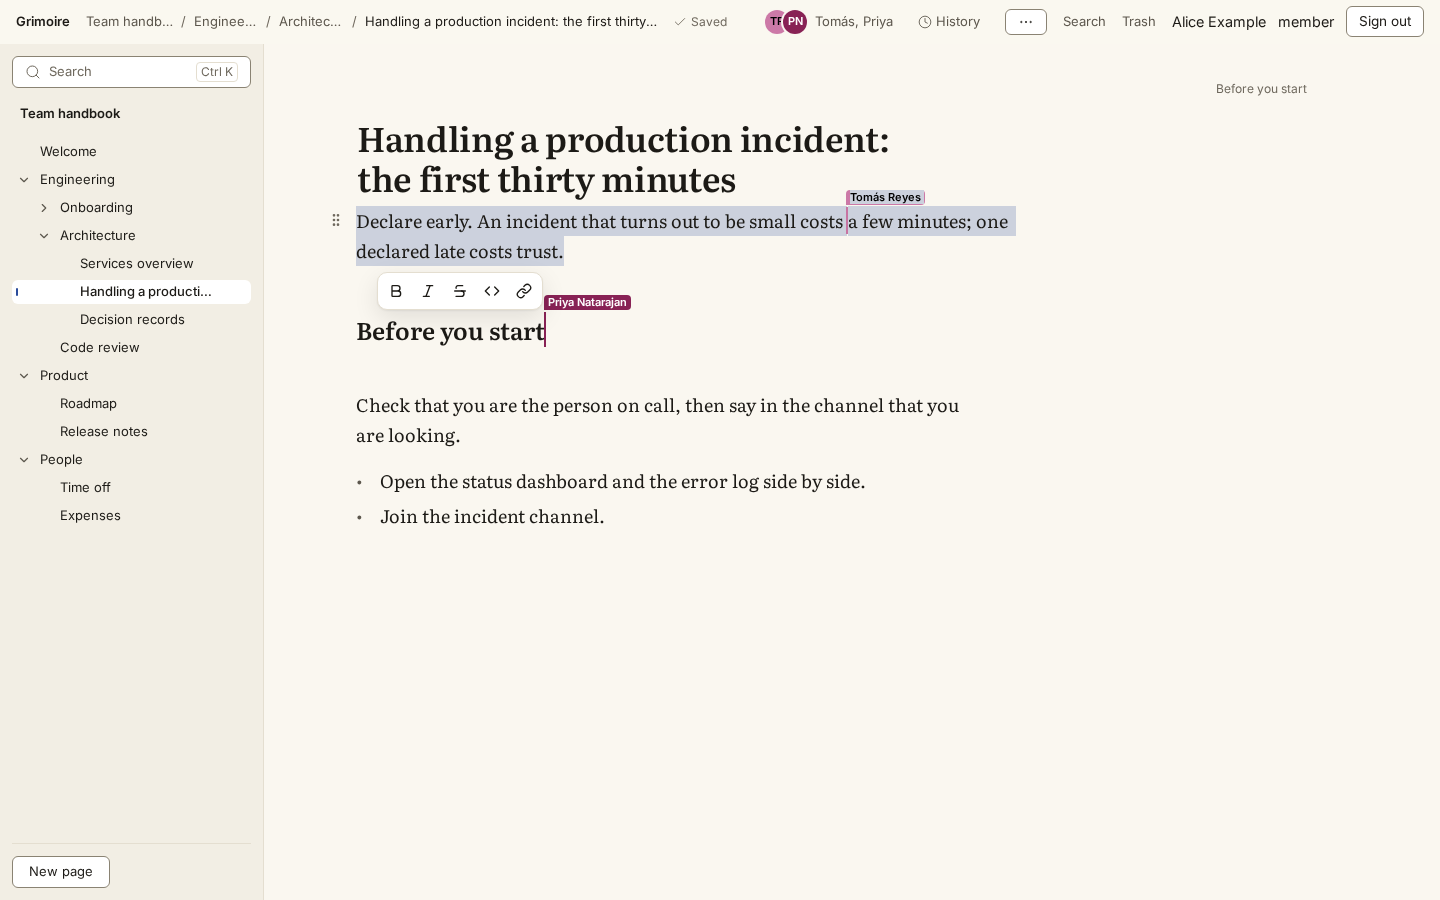 Grimoire Team handb... / Enginee... / Architec... / Handling a production incident: the first thirty... Saved PN Tomás, Priya History ... Search Trash Alice Example member Sign out
Search Ctrl K
Team handbook
Welcome
Engineering
Onboarding
Architecture
Services overview
Handling a producti...
Decision records
Code review
Product
Roadmap
Release notes
People
Time off
Expenses
New page
Handling a production incident:
the first thirty minutes
Tomás Reyes
Declare early. An incident that turns out to be small costs a few minutes; one
declared late costs trust.
B I S
Priya Natarajan
Before you start
Check that you are the person on call, then say in the channel that you
are looking.
• Open the status dashboard and the error log side by side.
• Join the incident channel.
Before you start